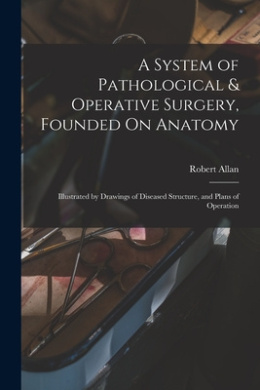 A System of
Pathological & Operative Surgery,
Founded On Anatomy
Robert Allan
Illustrated by Drawings of Diseased Structure, and Plans of
Operation